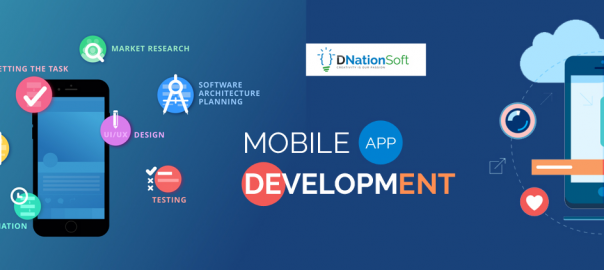 MARKET RESEARCH
ETTING THE TASK
SOFTWARE
ARCHITECTURE
PLANNING
UI/UX DESIGN
TESTING
ATION
DNationSoft
MOBILE APP
DEVELOPMENT